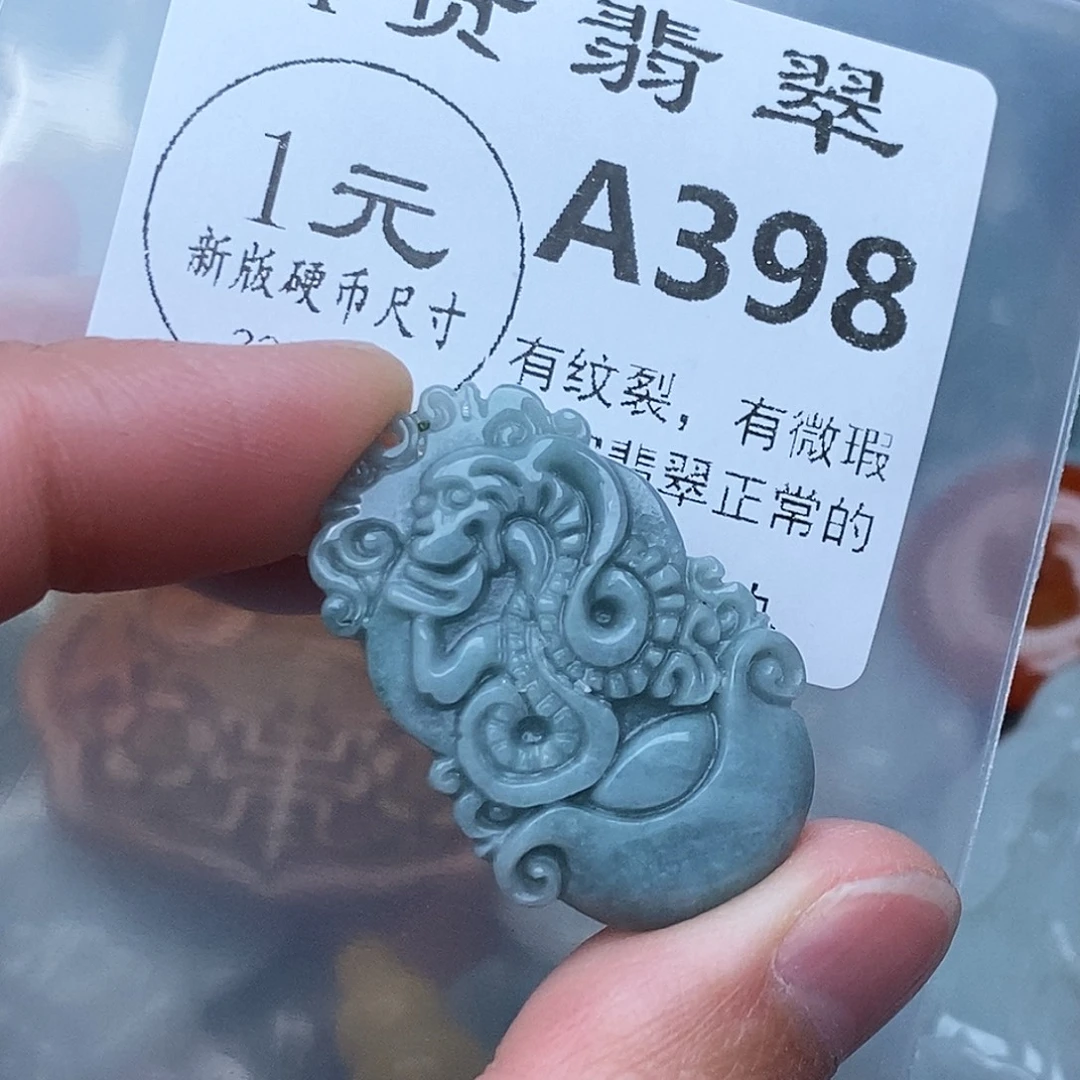 货翡翠
A398
1元
新版硬币尺寸
有纹裂，有微瑕
翡翠正常的